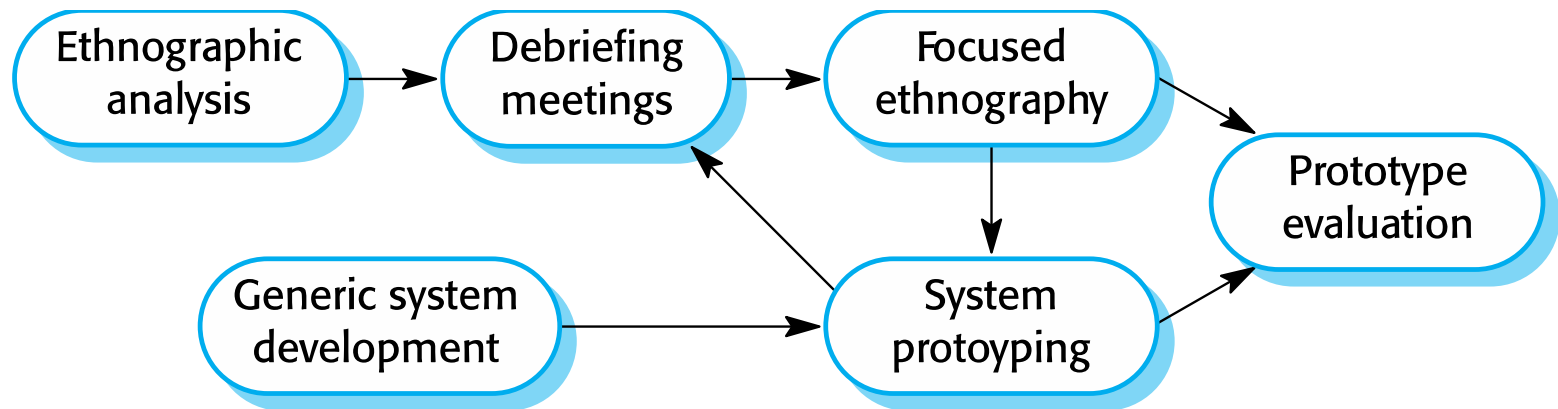 Ethnographic
analysis
Debriefing
meetings
Focused
ethnography
Prototype
evaluation
Generic system
development
System
protoyping